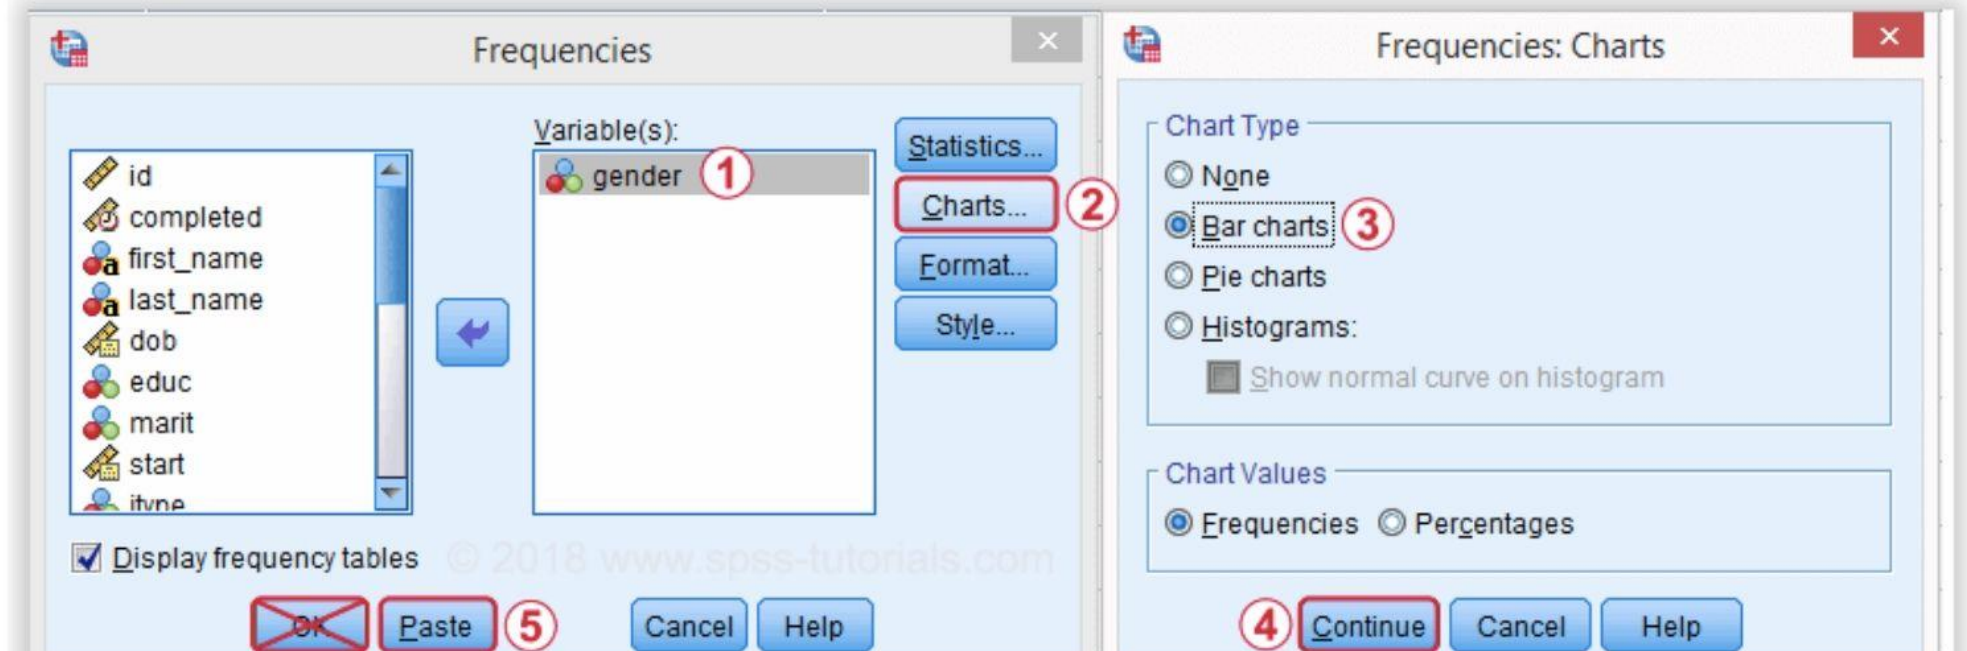 Frequencies
Variable(s):
id
completed
first_name
last_name
dob
educ
marit
start
itype
gender 1
Statistics...
Charts... 2
Format...
Style...
Display frequency tables
© 2018 www.spss-tutorials.com
OK
Paste 5
Cancel
Help
Frequencies: Charts
Chart Type
None
Bar charts 3
Pie charts
Histograms:
Show normal curve on histogram
Chart Values
Frequencies
Percentages
4 Continue
Cancel
Help